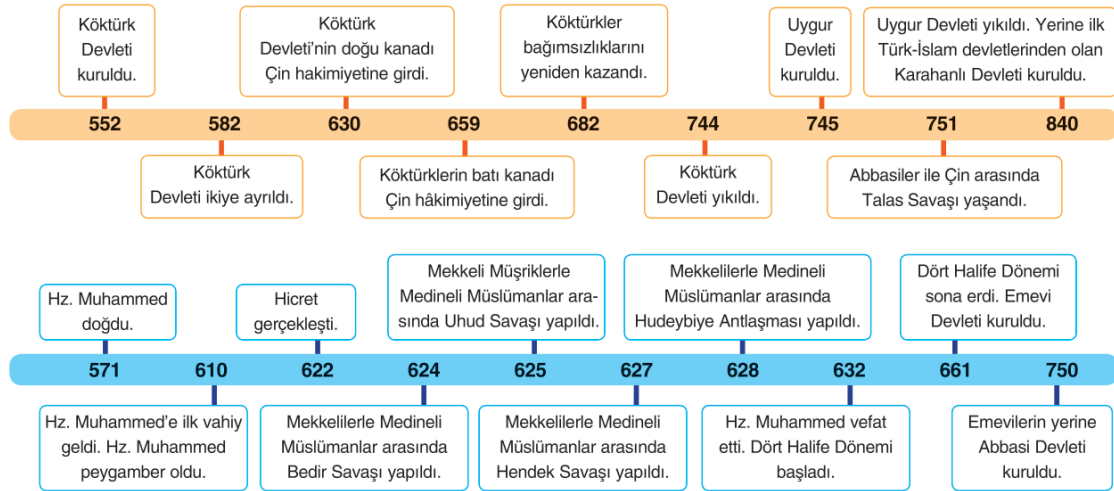 Köktürk
Devleti
kuruldu.
Köktürk
Devleti’nin doğu kanadı
Çin hakimiyetine girdi.
Köktürkler
bağımsızlıklarını
yeniden kazandı.
Uygur
Devleti
kuruldu.
Uygur Devleti yıkıldı. Yerine ilk
Türk-İslam devletlerinden olan
Karahanlı Devleti kuruldu.
552 582 630 659 682 744 745 751 840
Köktürk
Devleti ikiye ayrıldı.
Köktürklerin batı kanadı
Çin hâkimiyetine girdi.
Köktürk
Devleti yıkıldı.
Abbasiler ile Çin arasında
Talas Savaşı yaşandı.
Hz. Muhammed
doğdu.
Hicret
gerçekleşti.
Mekkeli Müşriklerle
Medineli Müslümanlar ara-
sında Uhud Savaşı yapıldı.
Mekkelilerle Medineli
Müslümanlar arasında
Hudeybiye Antlaşması yapıldı.
Dört Halife Dönemi
sona erdi. Emevi
Devleti kuruldu.
571 610 622 624 625 627 628 632 661 750
Hz. Muhammed’e ilk vahiy
geldi. Hz. Muhammed
peygamber oldu.
Mekkelilerle Medineli
Müslümanlar arasında
Bedir Savaşı yapıldı.
Mekkelilerle Medineli
Müslümanlar arasında
Hendek Savaşı yapıldı.
Hz. Muhammed vefat
etti. Dört Halife Dönemi
başladı.
Emevilerin yerine
Abbasi Devleti
kuruldu.